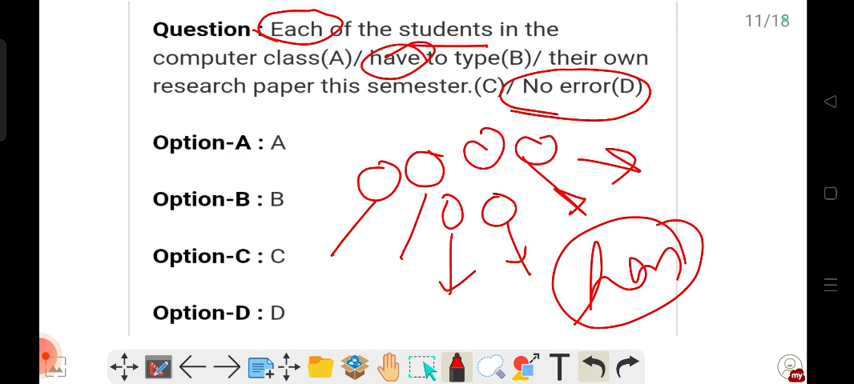 11/18
Question : Each of the students in the
computer class(A)/ have to type(B)/ their own
research paper this semester.(C)/ No error(D)
Option-A : A
Option-B : B
Option-C : C
Option-D : D
T
my